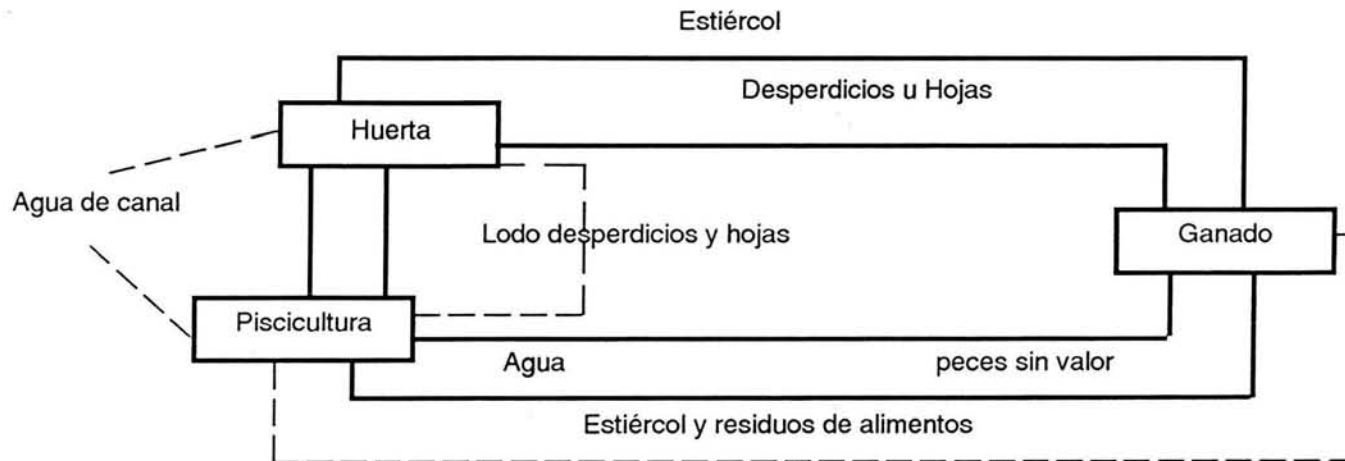 Estiércol
Desperdicios u Hojas
Huerta
Agua de canal
Lodo desperdicios y hojas
Ganado
Piscicultura
Agua
peces sin valor
Estiércol y residuos de alimentos